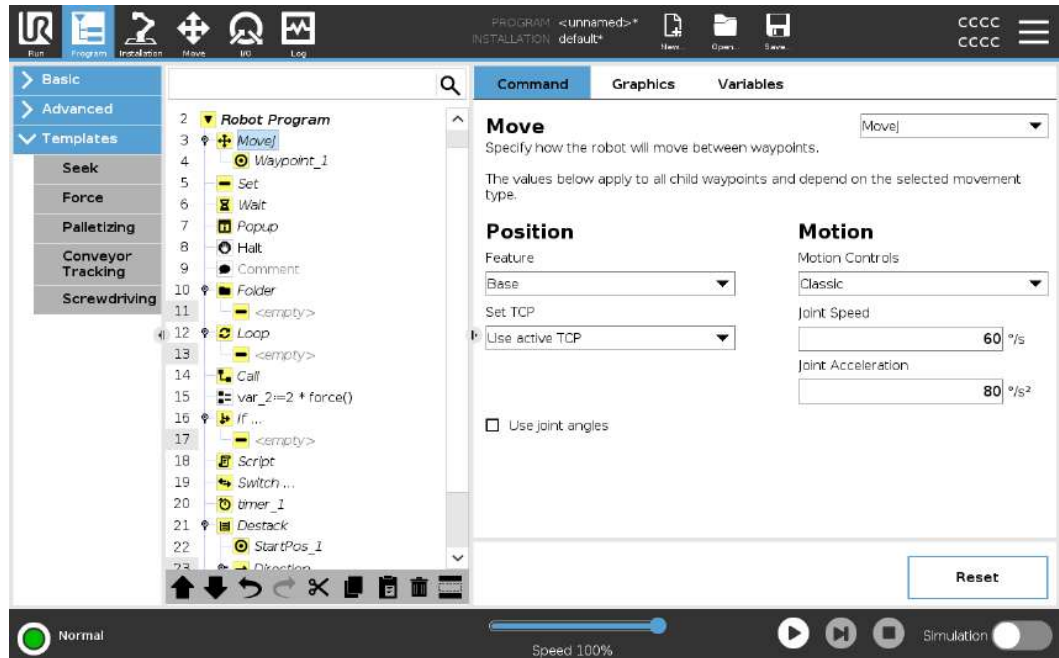 UR
Run
Program
Installation
Move
I/O
Log
PROGRAM <unnamed>*
INSTALLATION default*
New...
Open...
Save...
CCCC
CCCC
Basic
Advanced
Templates
Seek
Force
Palletizing
Conveyor
Tracking
Screwdriving
2 Robot Program
3 MoveJ
4 Waypoint_1
5 Set
6 Wait
7 Popup
8 Halt
9 Comment
10 Folder
11 <empty>
12 Loop
13 <empty>
14 Call
15 var_2≔2 * force()
16 If ...
17 <empty>
18 Script
19 Switch ...
20 timer_1
21 Destack
22 StartPos_1
23 Direction
Command Graphics Variables
Move
MoveJ
Specify how the robot will move between waypoints.
The values below apply to all child waypoints and depend on the selected movement
type.
Position
Feature
Base
Set TCP
Use active TCP
Use joint angles
Motion
Motion Controls
Classic
Joint Speed
60 °/s
Joint Acceleration
80 °/s²
Reset
Normal
Speed 100%
Simulation